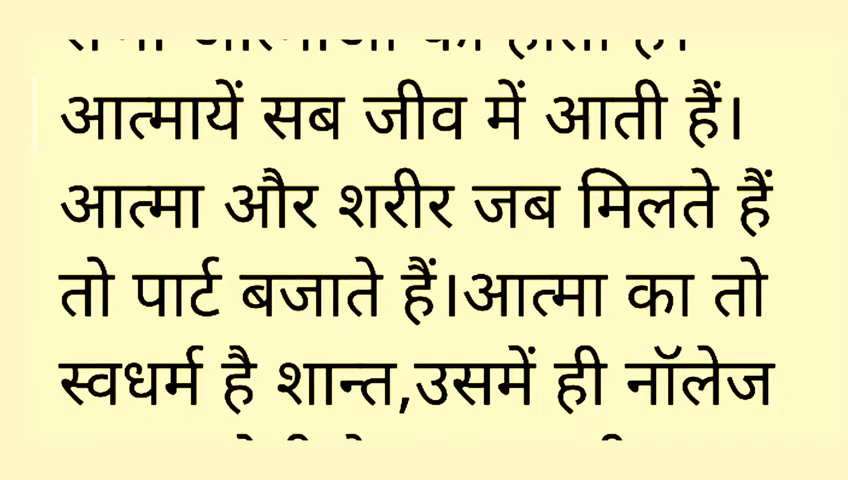 आत्मायें सब जीव में आती हैं।
आत्मा और शरीर जब मिलते हैं
तो पार्ट बजाते हैं।आत्मा का तो
स्वधर्म है शान्त,उसमें ही नॉलेज